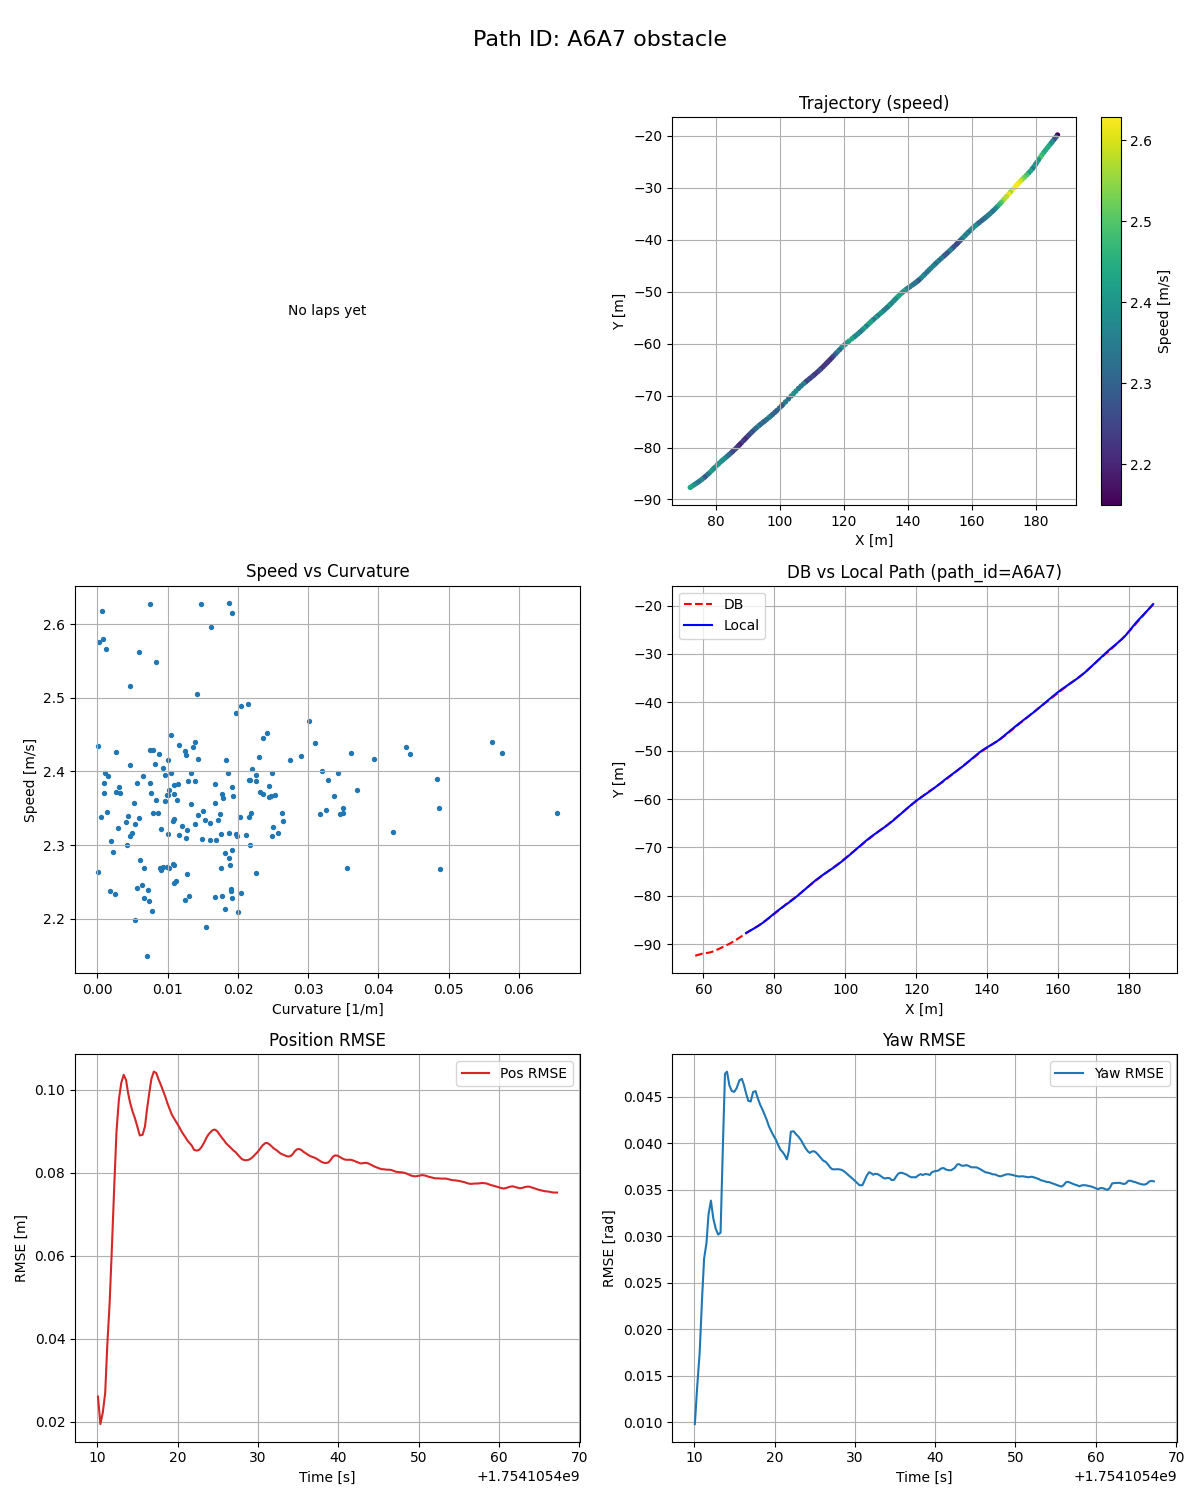 Path ID: A6A7 obstacle
No laps yet
Trajectory (speed)
−20
−30
−40
−50
−60
−70
−80
−90
Y [m]
80 100 120 140 160 180
X [m]
2.6
2.5
2.4
2.3
2.2
Speed [m/s]
Speed vs Curvature
2.6
2.5
2.4
2.3
2.2
Speed [m/s]
0.00 0.01 0.02 0.03 0.04 0.05 0.06
Curvature [1/m]
DB vs Local Path (path_id=A6A7)
DB
Local
−20
−30
−40
−50
−60
−70
−80
−90
Y [m]
60 80 100 120 140 160 180
X [m]
Position RMSE
Pos RMSE
0.10
0.08
0.06
0.04
0.02
RMSE [m]
10 20 30 40 50 60 70
Time [s]
+1.7541054e9
Yaw RMSE
Yaw RMSE
0.045
0.040
0.035
0.030
0.025
0.020
0.015
0.010
RMSE [rad]
10 20 30 40 50 60 70
Time [s]
+1.7541054e9